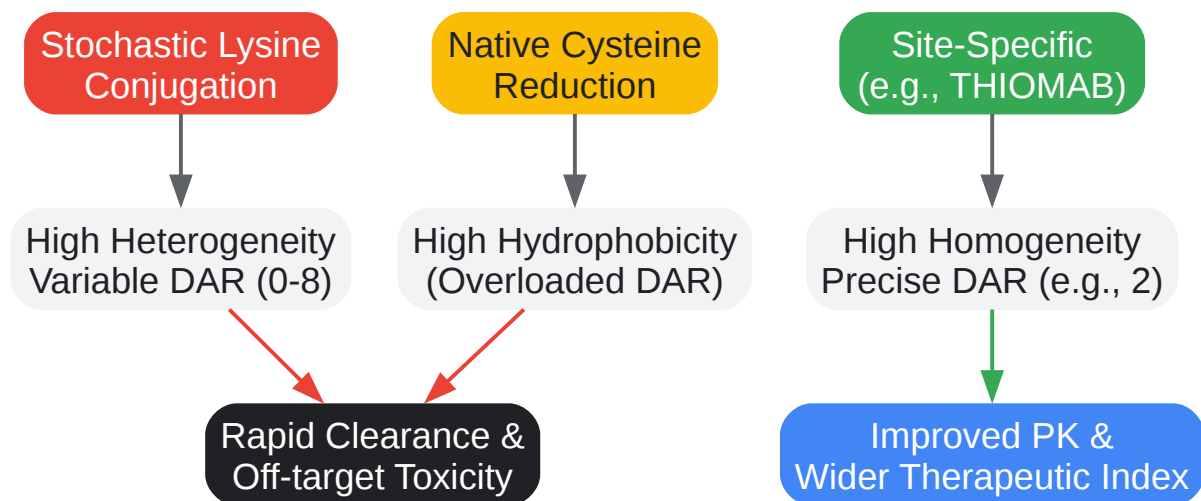 Stochastic Lysine
Conjugation
Native Cysteine
Reduction
Site-Specific
(e.g., THIOMAB)
High Heterogeneity
Variable DAR (0-8)
High Hydrophobicity
(Overloaded DAR)
High Homogeneity
Precise DAR (e.g., 2)
Rapid Clearance &
Off-target Toxicity
Improved PK &
Wider Therapeutic Index